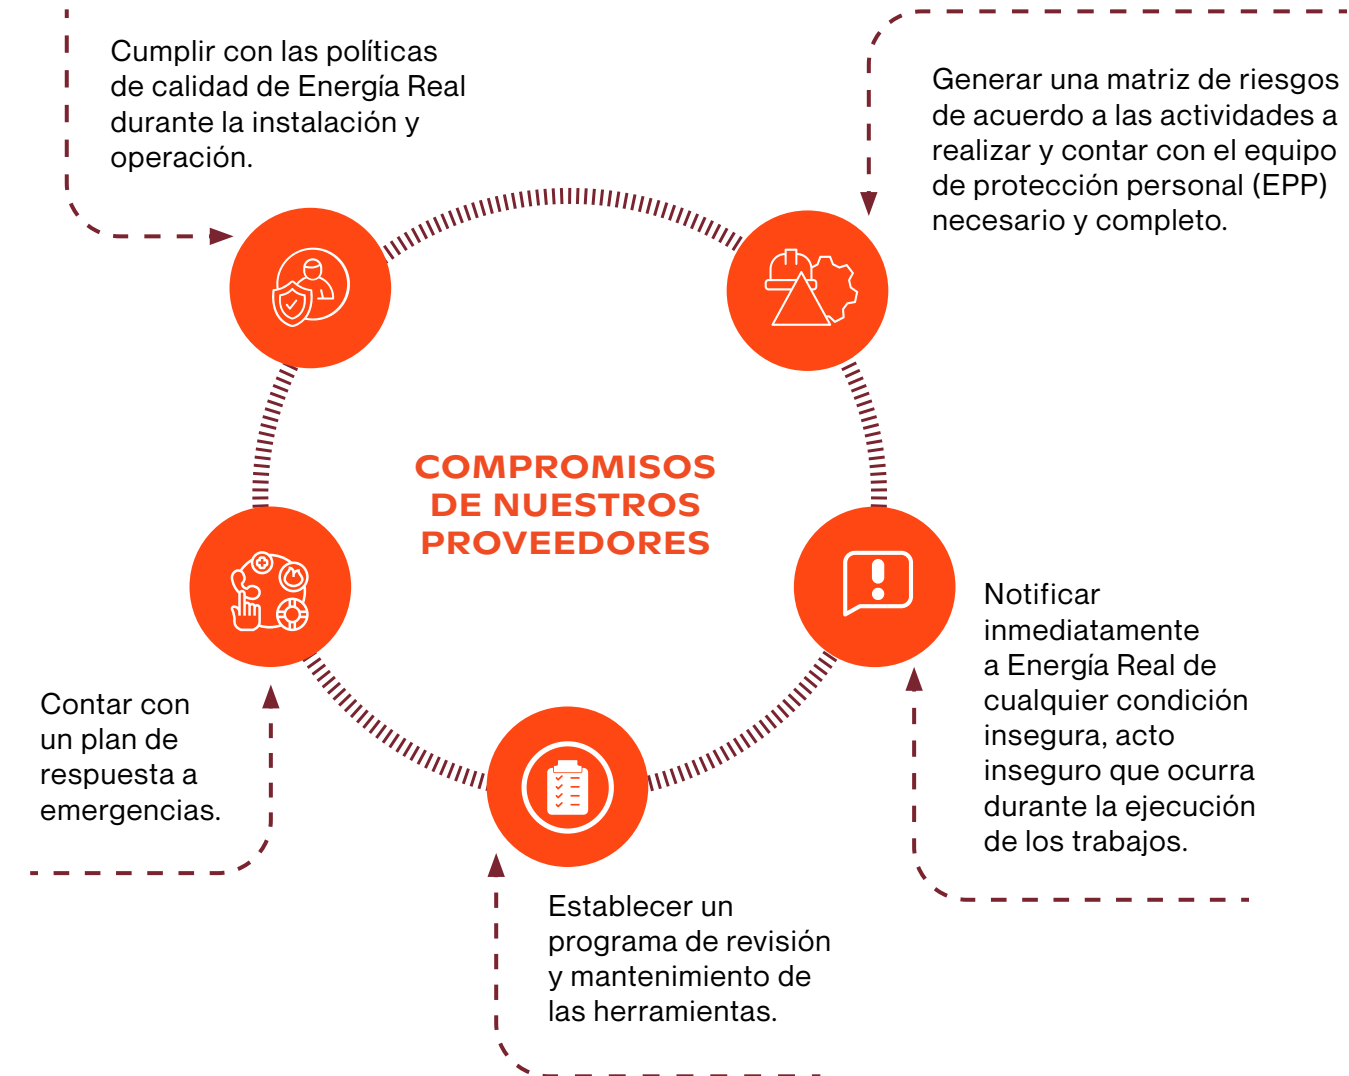 Cumplir con las políticas
de calidad de Energía Real
durante la instalación y
operación.
Generar una matriz de riesgos
de acuerdo a las actividades a
realizar y contar con el equipo
de protección personal (EPP)
necesario y completo.
COMPROMISOS
DE NUESTROS
PROVEEDORES
Notificar
inmediatamente
a Energía Real de
cualquier condición
insegura, acto
inseguro que ocurra
durante la ejecución
de los trabajos.
Contar con
un plan de
respuesta a
emergencias.
Establecer un
programa de revisión
y mantenimiento de
las herramientas.